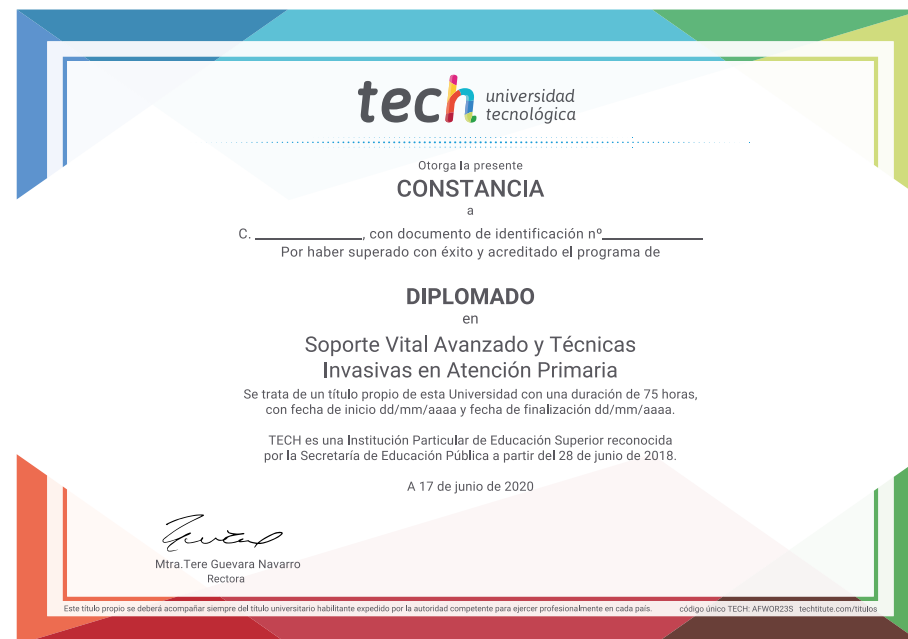 tech universidad
tecnológica
Otorga la presente
CONSTANCIA
a
C. ____________, con documento de identificación nº____________
Por haber superado con éxito y acreditado el programa de
DIPLOMADO
en
Soporte Vital Avanzado y Técnicas
Invasivas en Atención Primaria
Se trata de un título propio de esta Universidad con una duración de 75 horas,
con fecha de inicio dd/mm/aaaa y fecha de finalización dd/mm/aaaa.
TECH es una Institución Particular de Educación Superior reconocida
por la Secretaría de Educación Pública a partir del 28 de junio de 2018.
A 17 de junio de 2020
Mtra.Tere Guevara Navarro
Rectora
Este título propio se deberá acompañar siempre del título universitario habilitante expedido por la autoridad competente para ejercer profesionalmente en cada país. código único TECH: AFWOR23S techtitute.com/titulos